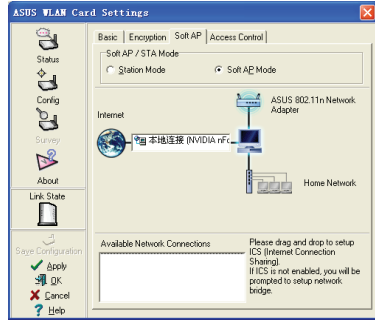 ASUS WLAN Card Settings
Status
Config
Survey
About
Link State
Save Configuration
Apply
OK
Cancel
Help
Basic
Encryption
Soft AP
Access Control
Soft AP / STA Mode
Station Mode
Soft AP Mode
Internet
ASUS 802.11n Network
Adapter
本地连接 (NVIDIA nFc
Home Network
Available Network Connections
Please drag and drop to setup
ICS (Internet Connection
Sharing).
If ICS is not enabled, you will be
prompted to setup network
bridge.